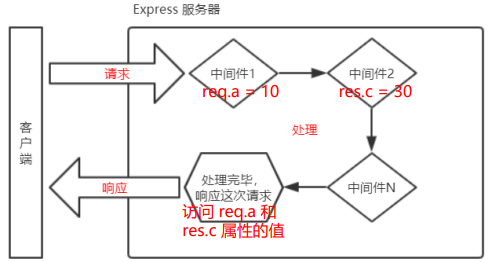 Express 服务器
客户端
请求
中间件1
req.a = 10
中间件2
res.c = 30
处理
中间件N
处理完毕，
响应这次请求
访问 req.a 和
res.c 属性的值
响应